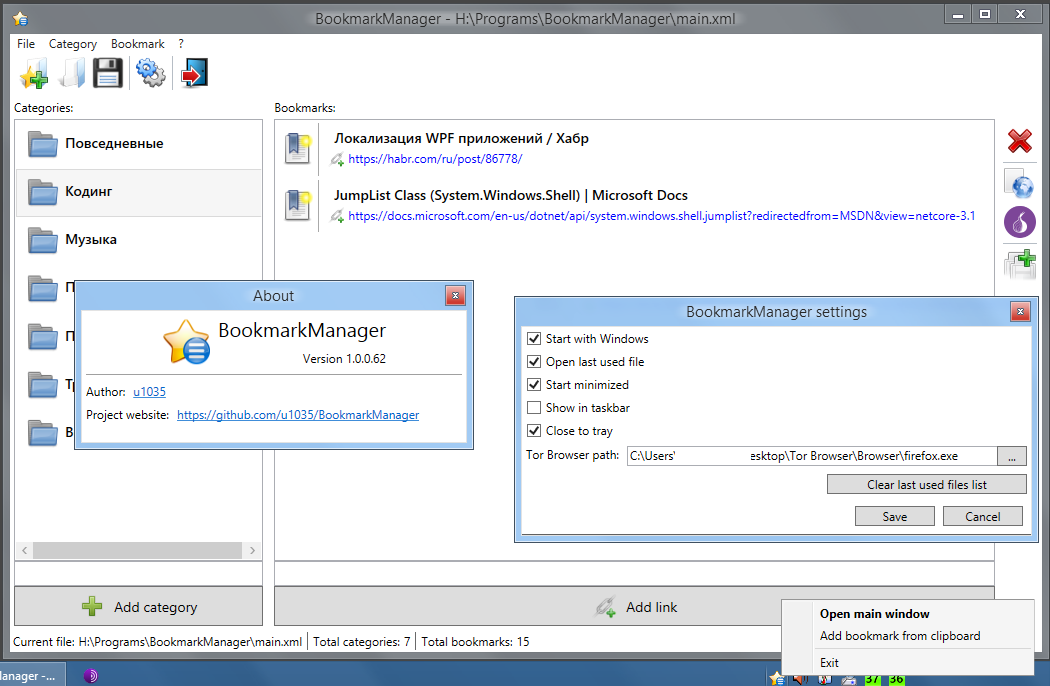 BookmarkManager - H:\Programs\BookmarkManager\main.xml
File Category Bookmark ?
Categories:
Повседневные
Кодинг
Музыка
П
П
Тр
В
Add category
Bookmarks:
Локализация WPF приложений / Хабр
https://habr.com/ru/post/86778/
JumpList Class (System.Windows.Shell) | Microsoft Docs
https://docs.microsoft.com/en-us/dotnet/api/system.windows.shell.jumplist?redirectedfrom=MSDN&view=netcore-3.1
Add link
About
BookmarkManager
Version 1.0.0.62
Author: u1035
Project website: https://github.com/u1035/BookmarkManager
BookmarkManager settings
Start with Windows
Open last used file
Start minimized
Show in taskbar
Close to tray
Tor Browser path: C:\Users' esktop\Tor Browser\Browser\firefox.exe ...
Clear last used files list
Save Cancel
Open main window
Add bookmark from clipboard
Exit
Current file: H:\Programs\BookmarkManager\main.xml Total categories: 7 Total bookmarks: 15
anager -... 37 36